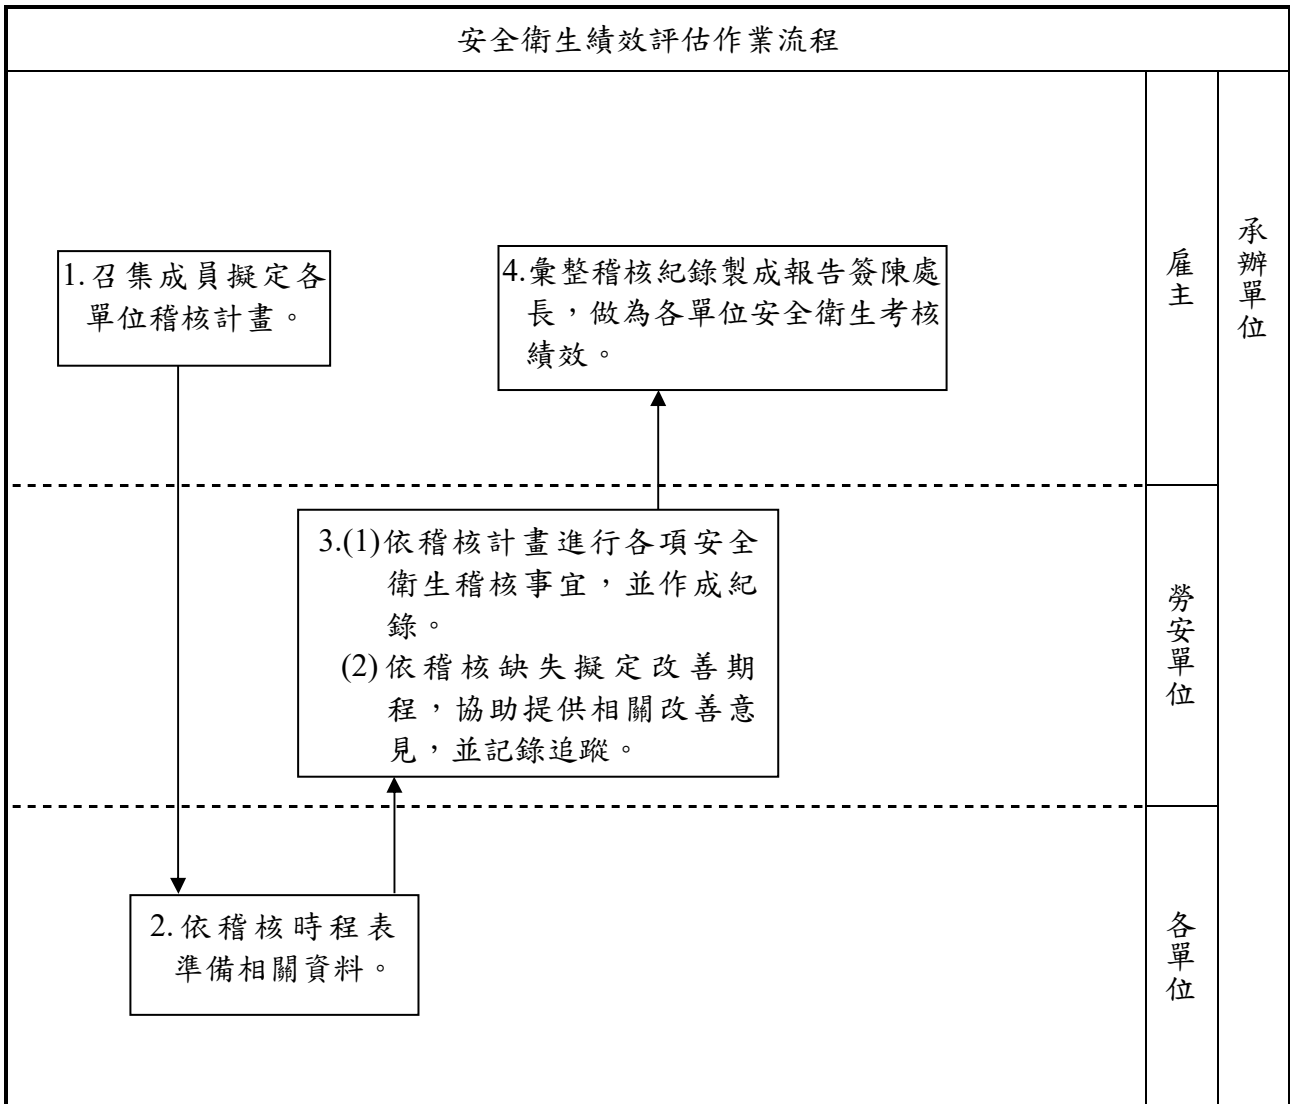 安全衛生績效評估作業流程
承辦單位
雇主
1.召集成員擬定各
單位稽核計畫。
4.彙整稽核紀錄製成報告簽陳處
長，做為各單位安全衛生考核
績效。
勞安單位
3.(1)依稽核計畫進行各項安全
衛生稽核事宜，並作成紀
錄。
(2)依稽核缺失擬定改善期
程，協助提供相關改善意
見，並記錄追蹤。
各單位
2.依稽核時程表
準備相關資料。